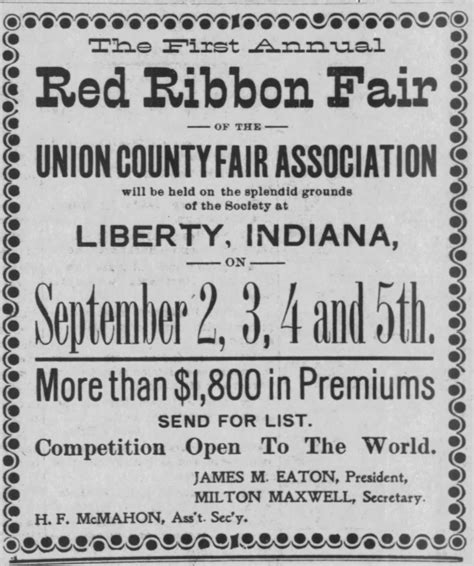 The First Annual
Red Ribbon Fair
OF THE
UNION COUNTY FAIR ASSOCIATION
will be held on the splendid grounds
of the Society at
LIBERTY, INDIANA,
ON
September 2, 3, 4 and 5th.
More than $1,800 in Premiums
SEND FOR LIST.
Competition Open To The World.
JAMES M. EATON, President,
MILTON MAXWELL, Secretary.
H. F. McMAHON, Ass't. Sec'y.